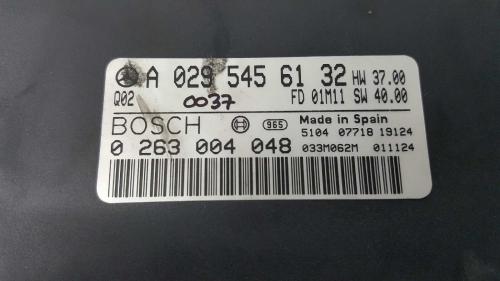 A 029 545 61 32 HW 37.00
Q02 0037 FD 01M11 SW 40.00
BOSCH 965 Made in Spain
5104 07718 19124
0 263 004 048 033M062M 011124